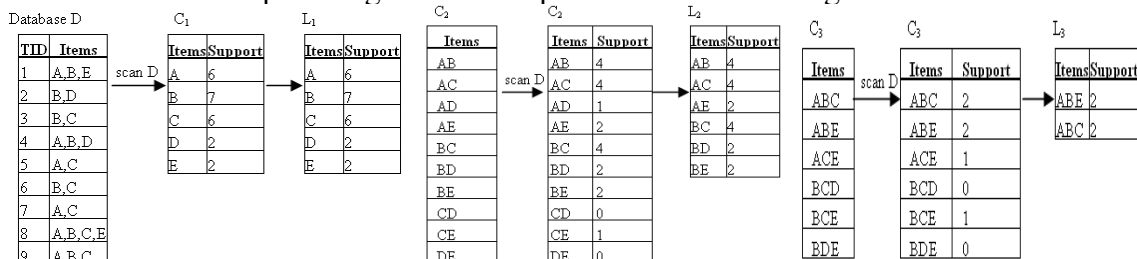 Database D
TID Items
1 A,B,E
2 B,D
3 B,C
4 A,B,D
5 A,C
6 B,C
7 A,C
8 A,B,C,E
9 A,B,C
scan D
C1
Items Support
A 6
B 7
C 6
D 2
E 2
L1
Items Support
A 6
B 7
C 6
D 2
E 2
C2
Items
AB
AC
AD
AE
BC
BD
BE
CD
CE
DE
scan D
C2
Items Support
AB 4
AC 4
AD 1
AE 2
BC 4
BD 2
BE 2
CD 0
CE 1
DE 0
L2
Items Support
AB 4
AC 4
AE 2
BC 4
BD 2
BE 2
C3
Items
ABC
ABE
ACE
BCD
BCE
BDE
scan D
C3
Items Support
ABC 2
ABE 2
ACE 1
BCD 0
BCE 1
BDE 0
L3
Items Support
ABE 2
ABC 2